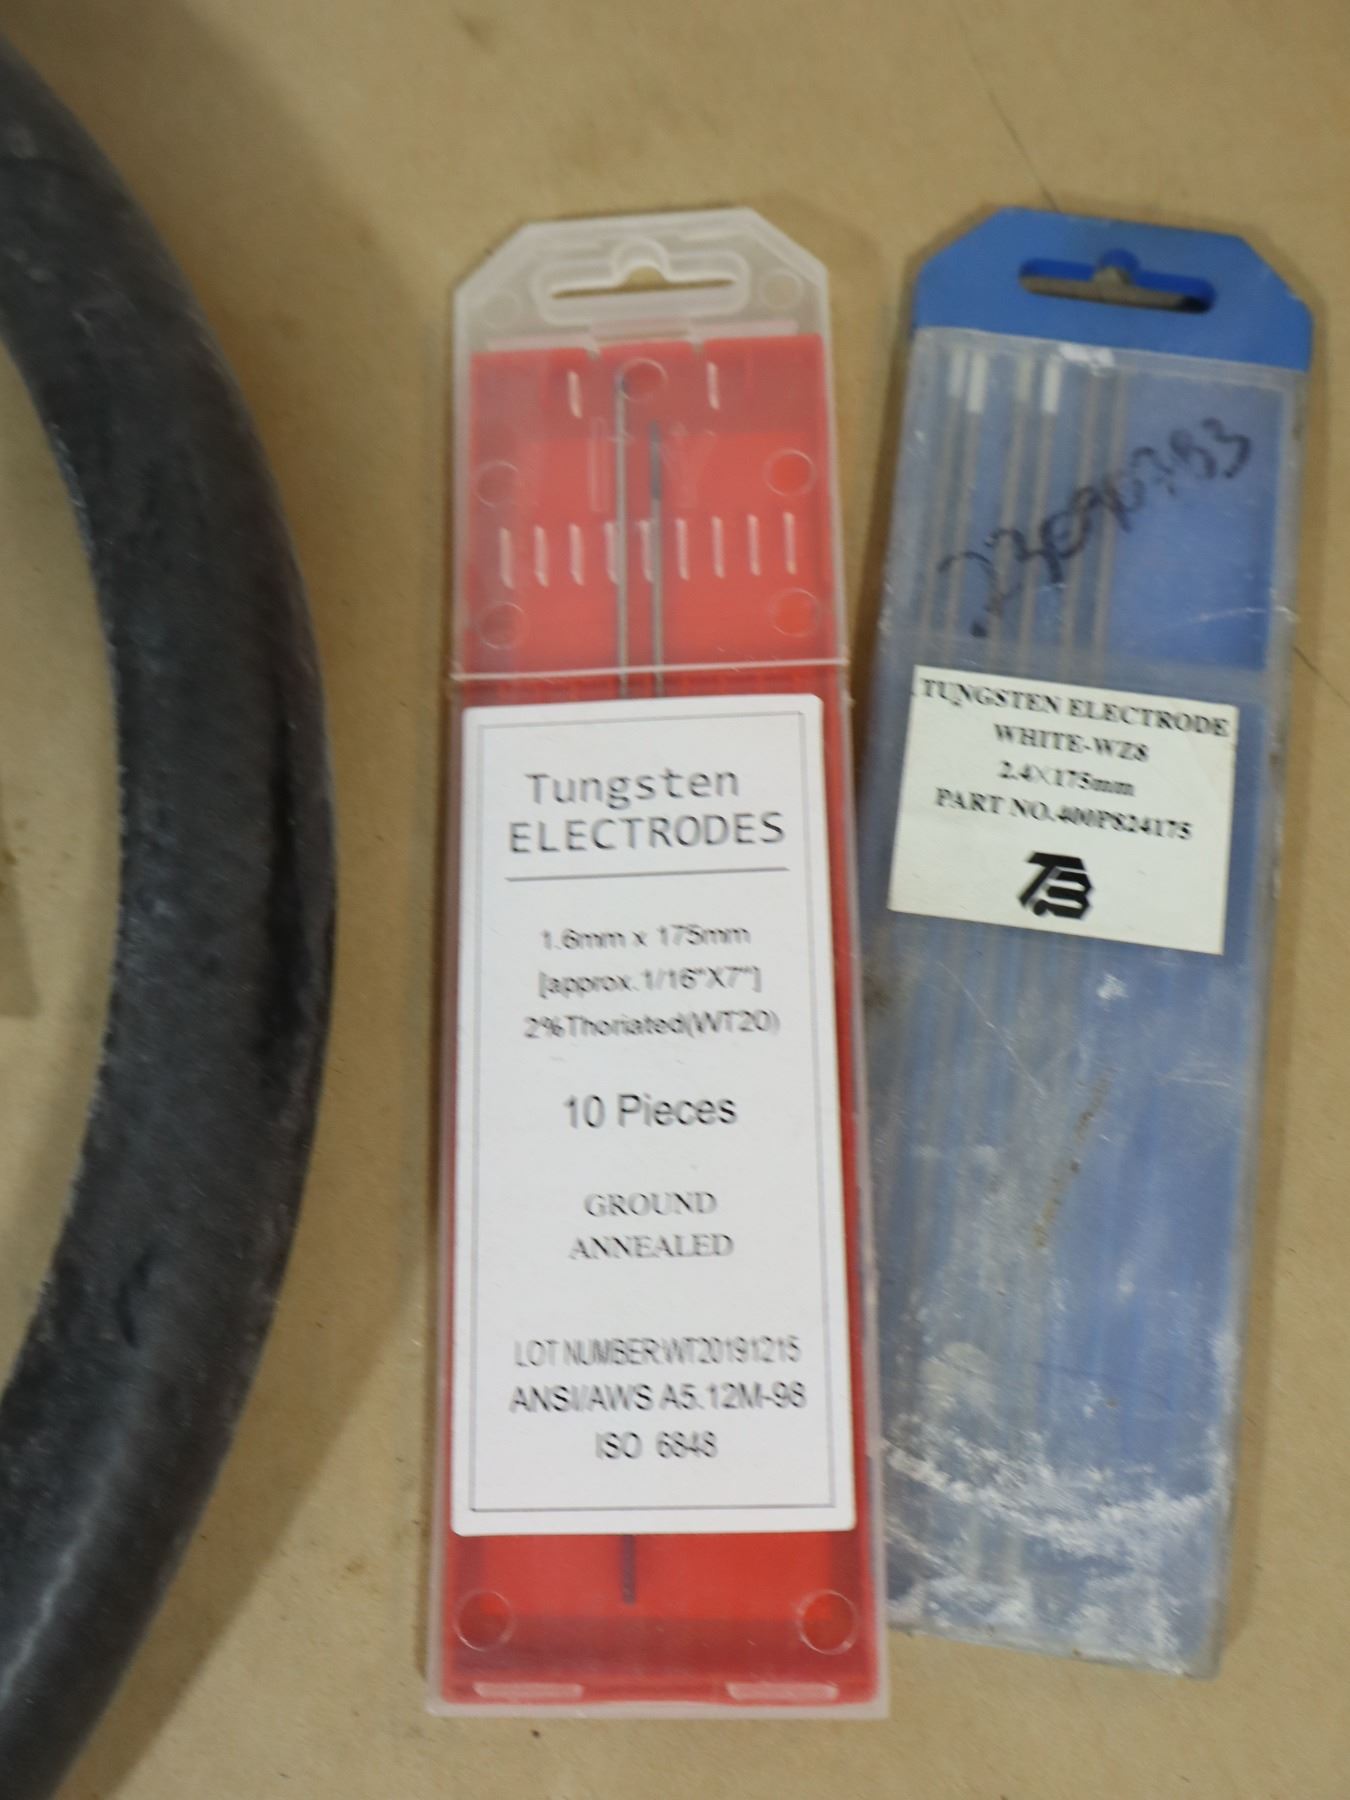 Tungsten
ELECTRODES
1.6mm x 175mm
[approx.1/16"X7"]
2%Thoriated(WT20)
10 Pieces
GROUND
ANNEALED
LOT NUMBER:WT20191215
ANSI/AWS A5.12M-98
ISO 6848
TUNGSTEN ELECTRODE
WHITE-WZ8
2.4×175mm
PART NO.400P824175